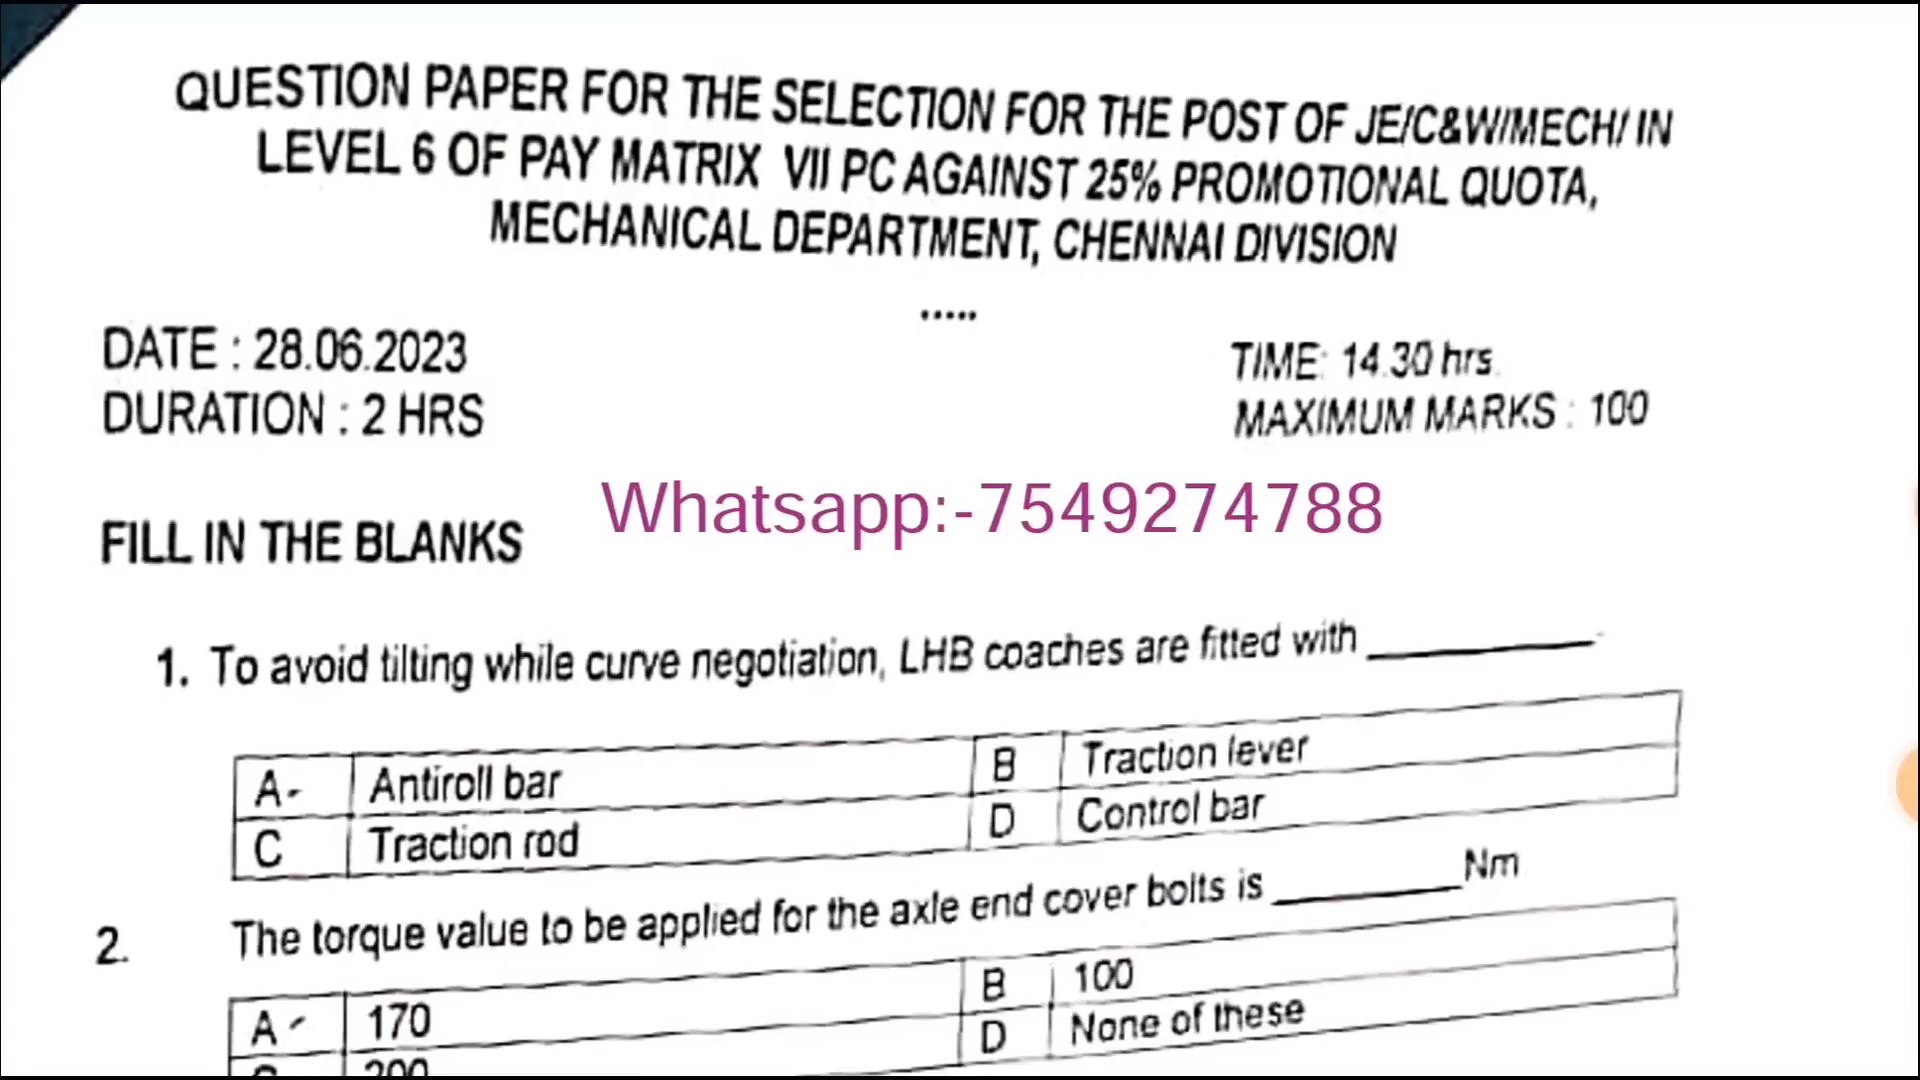 QUESTION PAPER FOR THE SELECTION FOR THE POST OF JE/C&W/MECH/ IN
LEVEL 6 OF PAY MATRIX VII PC AGAINST 25% PROMOTIONAL QUOTA,
MECHANICAL DEPARTMENT, CHENNAI DIVISION
.....
DATE : 28.06.2023
TIME: 14.30 hrs.
DURATION : 2 HRS
MAXIMUM MARKS : 100
Whatsapp:-7549274788
FILL IN THE BLANKS
1. To avoid tilting while curve negotiation, LHB coaches are fitted with __________.
A- Antiroll bar B Traction lever
C Traction rod D Control bar
2. The torque value to be applied for the axle end cover bolts is ________Nm
A- 170 B 100
C 200 D None of these